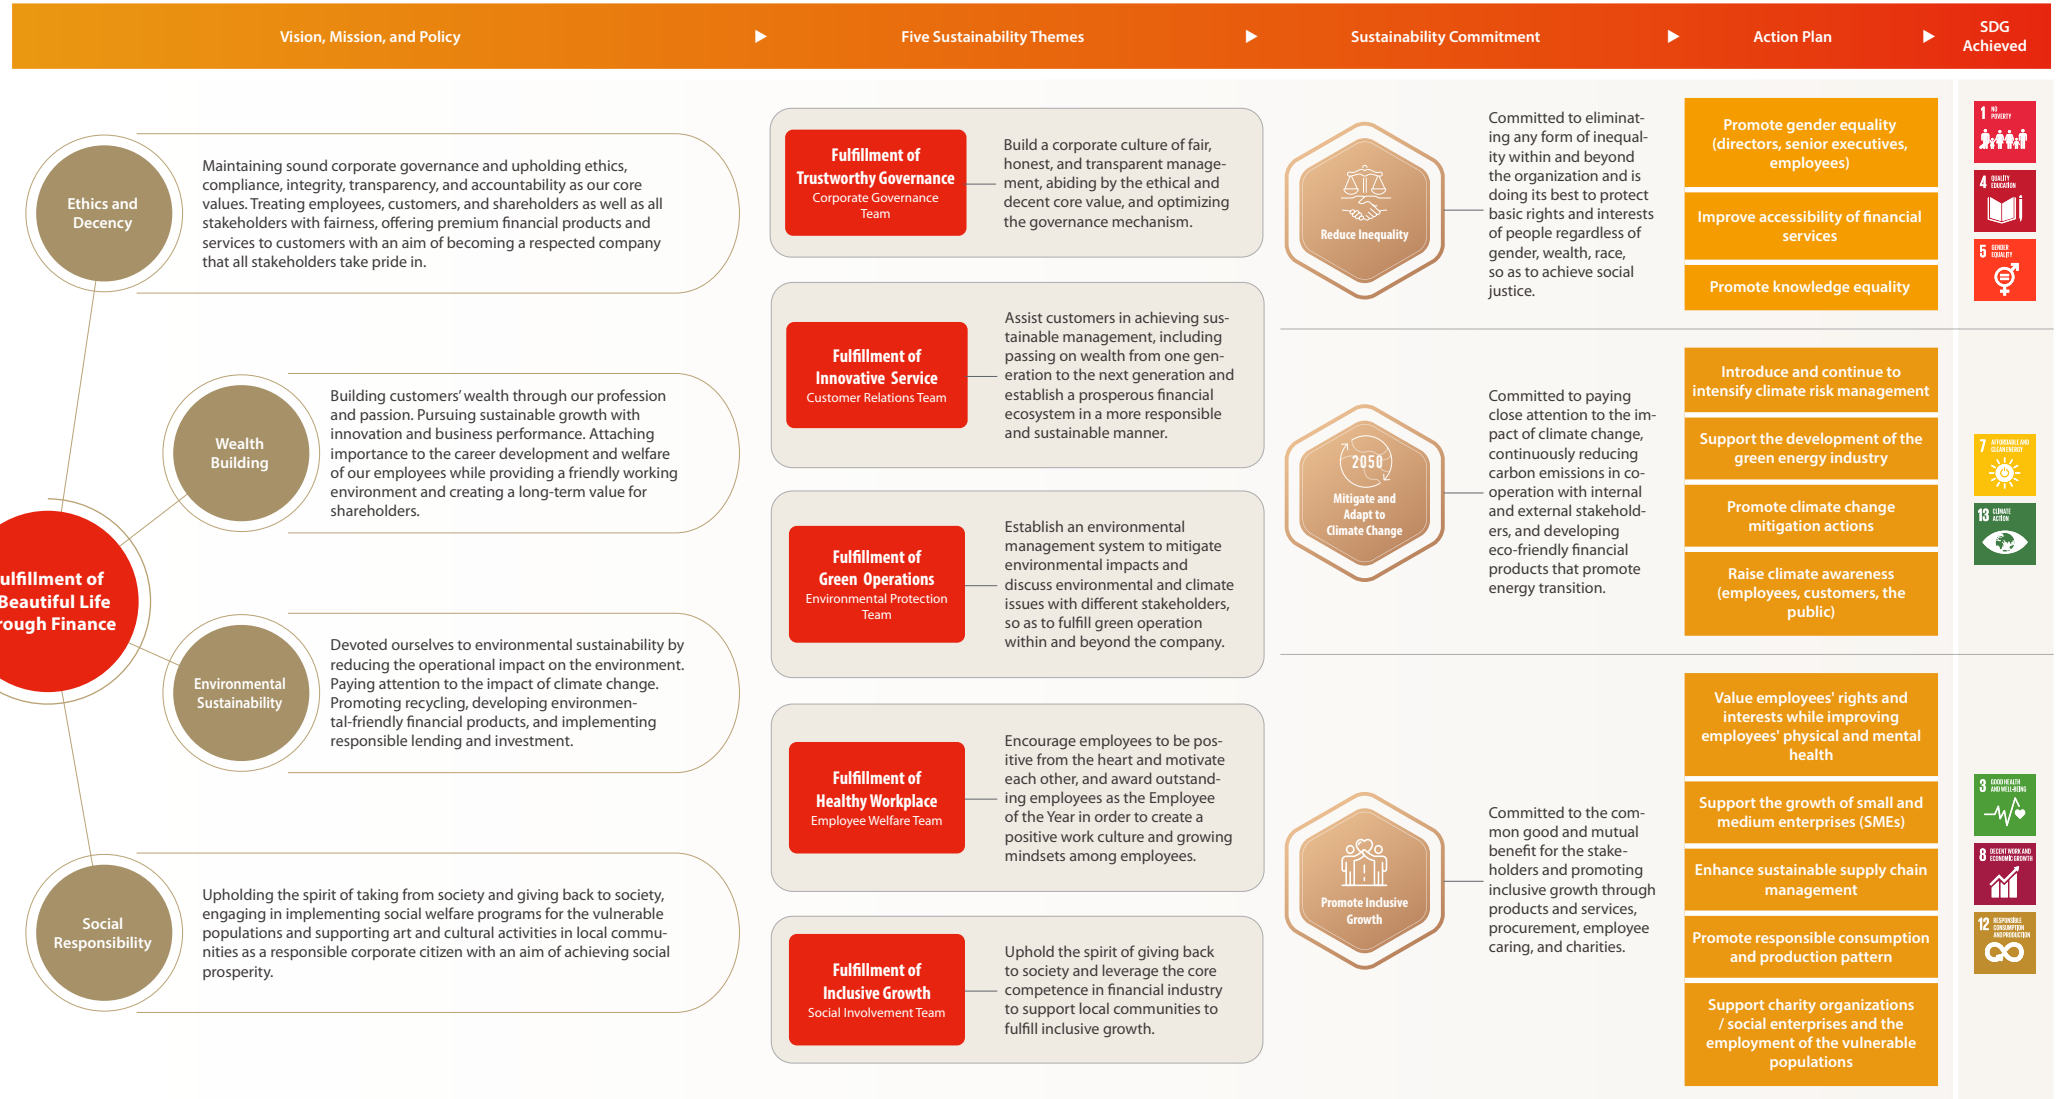 Vision, Mission, and Policy
Five Sustainability Themes
Sustainability Commitment
Action Plan
SDG
Achieved
ulfillment of
Beautiful Life
rough Finance
Ethics and
Decency
Maintaining sound corporate governance and upholding ethics,
compliance, integrity, transparency, and accountability as our core
values. Treating employees, customers, and shareholders as well as all
stakeholders with fairness, offering premium financial products and
services to customers with an aim of becoming a respected company
that all stakeholders take pride in.
Wealth
Building
Building customers' wealth through our profession
and passion. Pursuing sustainable growth with
innovation and business performance. Attaching
importance to the career development and welfare
of our employees while providing a friendly working
environment and creating a long-term value for
shareholders.
Environmental
Sustainability
Devoted ourselves to environmental sustainability by
reducing the operational impact on the environment.
Paying attention to the impact of climate change.
Promoting recycling, developing environmen-
tal-friendly financial products, and implementing
responsible lending and investment.
Social
Responsibility
Upholding the spirit of taking from society and giving back to society,
engaging in implementing social welfare programs for the vulnerable
populations and supporting art and cultural activities in local commu-
nities as a responsible corporate citizen with an aim of achieving social
prosperity.
Fulfillment of
Trustworthy Governance
Corporate Governance
Team
Build a corporate culture of fair,
honest, and transparent manage-
ment, abiding by the ethical and
decent core value, and optimizing
the governance mechanism.
Fulfillment of
Innovative Service
Customer Relations Team
Assist customers in achieving sus-
tainable management, including
passing on wealth from one gen-
eration to the next generation and
establish a prosperous financial
ecosystem in a more responsible
and sustainable manner.
Fulfillment of
Green Operations
Environmental Protection
Team
Establish an environmental
management system to mitigate
environmental impacts and
discuss environmental and climate
issues with different stakeholders,
so as to fulfill green operation
within and beyond the company.
Fulfillment of
Healthy Workplace
Employee Welfare Team
Encourage employees to be pos-
itive from the heart and motivate
each other, and award outstand-
ing employees as the Employee
of the Year in order to create a
positive work culture and growing
mindsets among employees.
Fulfillment of
Inclusive Growth
Social Involvement Team
Uphold the spirit of giving back
to society and leverage the core
competence in financial industry
to support local communities to
fulfill inclusive growth.
Reduce Inequality
Committed to eliminat-
ing any form of inequal-
ity within and beyond
the organization and is
doing its best to protect
basic rights and interests
of people regardless of
gender, wealth, race,
so as to achieve social
justice.
Promote gender equality
(directors, senior executives,
employees)
Improve accessibility of financial
services
Promote knowledge equality
1 NO
POVERTY
4 QUALITY
EDUCATION
5 GENDER
EQUALITY
2050
Mitigate and
Adapt to
Climate Change
Committed to paying
close attention to the im-
pact of climate change,
continuously reducing
carbon emissions in co-
operation with internal
and external stakehold-
ers, and developing
eco-friendly financial
products that promote
energy transition.
Introduce and continue to
intensify climate risk management
Support the development of the
green energy industry
Promote climate change
mitigation actions
Raise climate awareness
(employees, customers, the
public)
7 AFFORDABLE AND
CLEAN ENERGY
13 CLIMATE
ACTION
Promote Inclusive
Growth
Committed to the com-
mon good and mutual
benefit for the stake-
holders and promoting
inclusive growth through
products and services,
procurement, employee
caring, and charities.
Value employees' rights and
interests while improving
employees' physical and mental
health
Support the growth of small and
medium enterprises (SMEs)
Enhance sustainable supply chain
management
Promote responsible consumption
and production pattern
Support charity organizations
/ social enterprises and the
employment of the vulnerable
populations
3 GOOD HEALTH
AND WELL-BEING
8 DECENT WORK AND
ECONOMIC GROWTH
12 RESPONSIBLE
CONSUMPTION
AND PRODUCTION